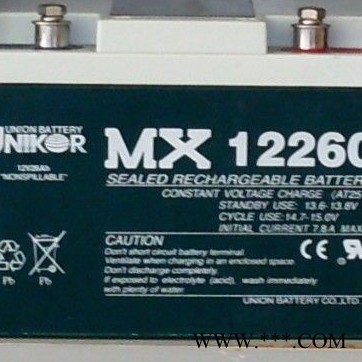 UNION BATTERY
UNIKOR
12V26Ah
"NONSPILLABLE"
MX 12260
SEALED RECHARGEABLE BATTER
CONSTANT VOLTAGE CHARGE (AT25
STANDBY USE: 13.6-13.8V
CYCLE USE: 14.7-15.0V
INITIAL CURRENT 7.8A MAX
CAUTION
Don't short circuit battery terminal.
Ventilate when charging in an enclosed space.
Don't discharge completely.
If exposed to electrolyte (acid), wash immediately
with plenty of water
Pb Pb
UNION BATTERY CO.,LTD.
www.***.com